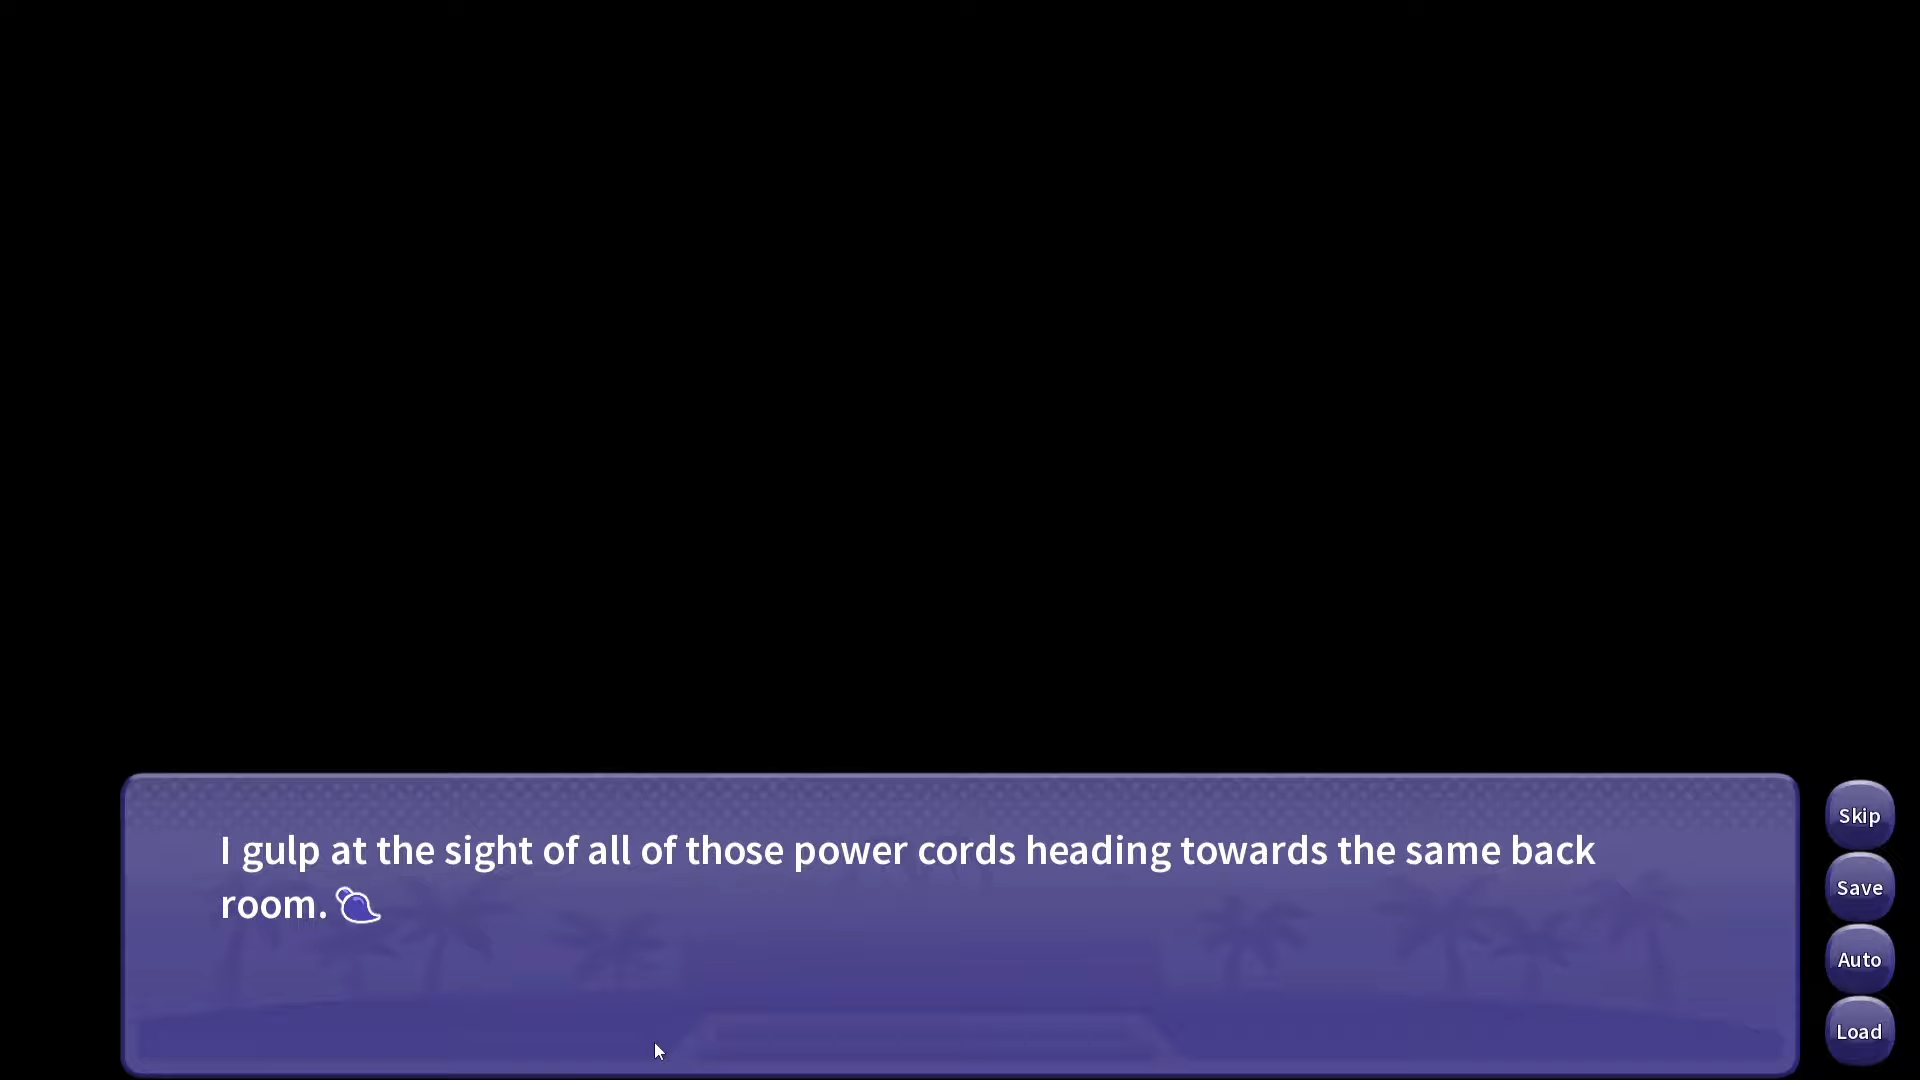 I gulp at the sight of all of those power cords heading towards the same back
room.
Skip
Save
Auto
Load